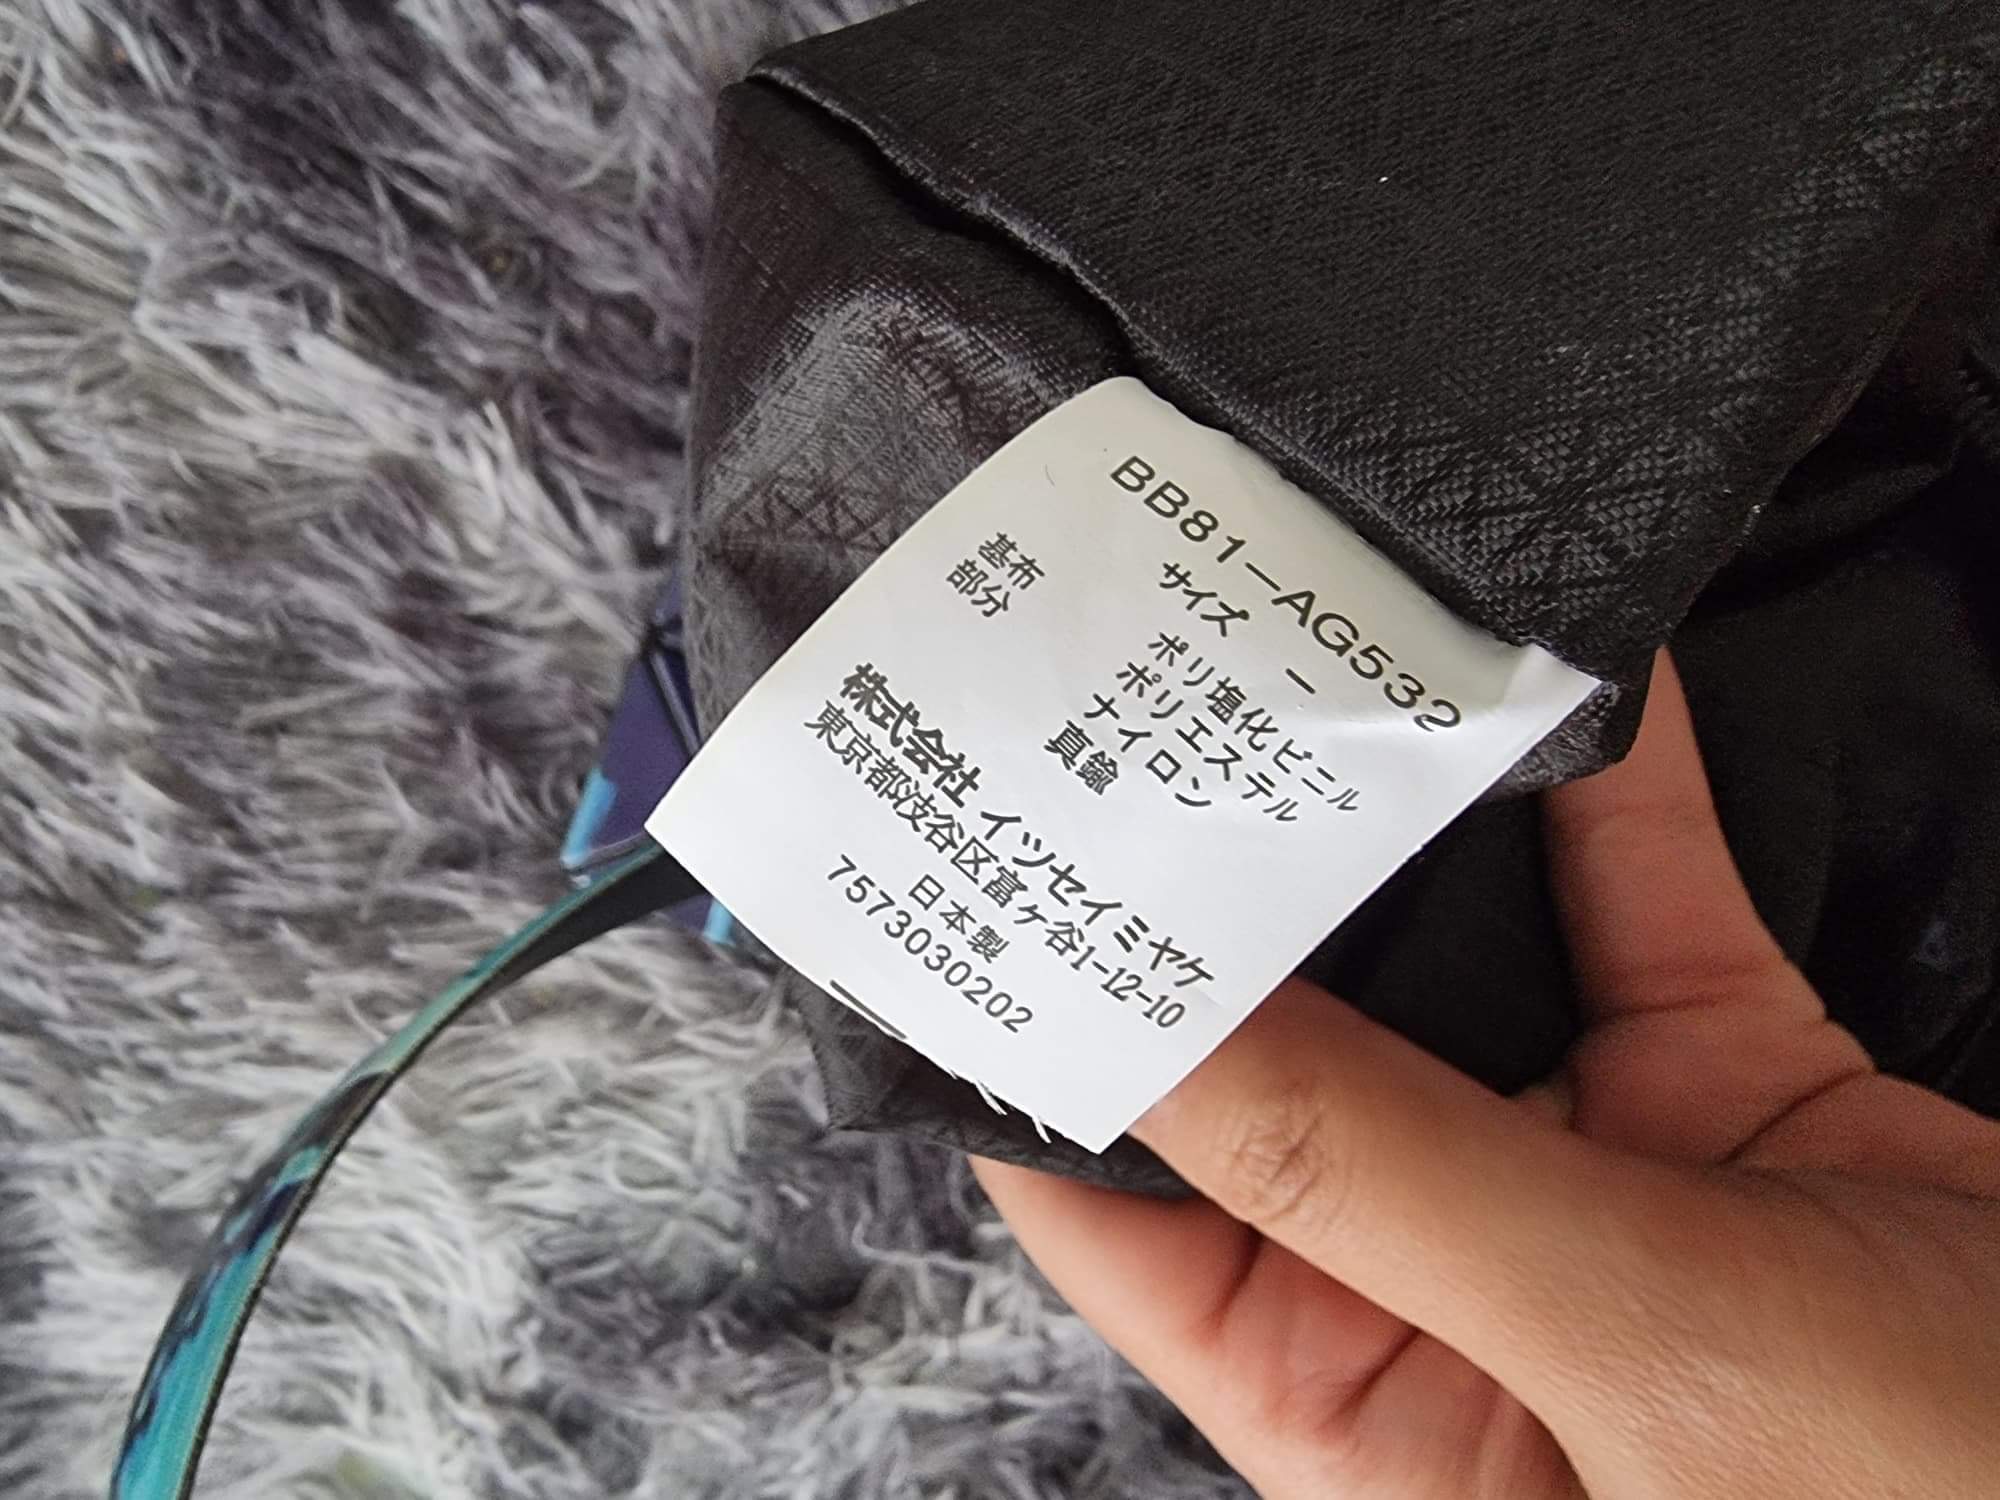 BB81-AG532
サイズ -
ポリ塩化ビニル
基布 ポリエステル
部分 ナイロン
真鍮
株式会社 イツセイミヤケ
東京都渋谷区富ケ谷1-12-10
日本製
7573030202